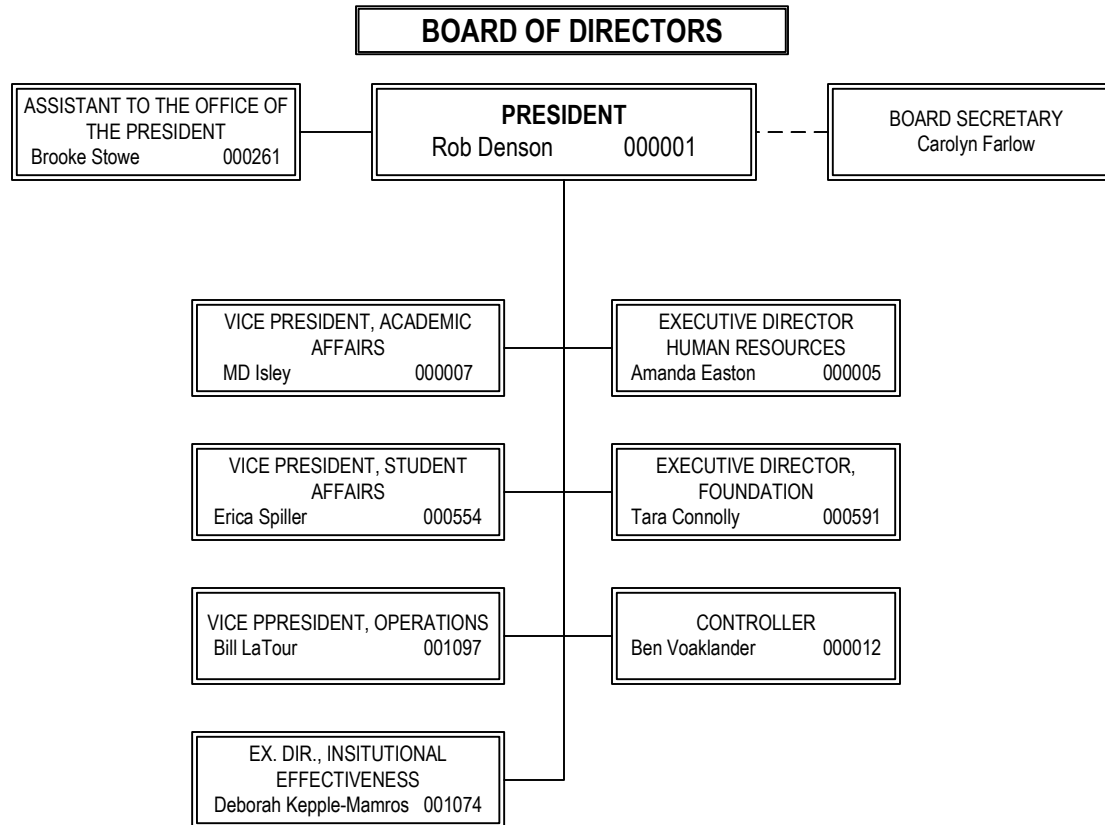 BOARD OF DIRECTORS
ASSISTANT TO THE OFFICE OF
THE PRESIDENT
Brooke Stowe 000261
PRESIDENT
Rob Denson 000001
BOARD SECRETARY
Carolyn Farlow
VICE PRESIDENT, ACADEMIC
AFFAIRS
MD Isley 000007
EXECUTIVE DIRECTOR
HUMAN RESOURCES
Amanda Easton 000005
VICE PRESIDENT, STUDENT
AFFAIRS
Erica Spiller 000554
EXECUTIVE DIRECTOR,
FOUNDATION
Tara Connolly 000591
VICE PPRESIDENT, OPERATIONS
Bill LaTour 001097
CONTROLLER
Ben Voaklander 000012
EX. DIR., INSITUTIONAL
EFFECTIVENESS
Deborah Kepple-Mamros 001074